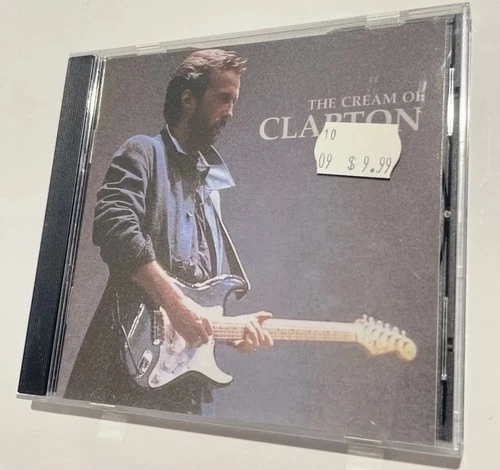 THE CREAM OF
CLAPTON
10
09 $9.99